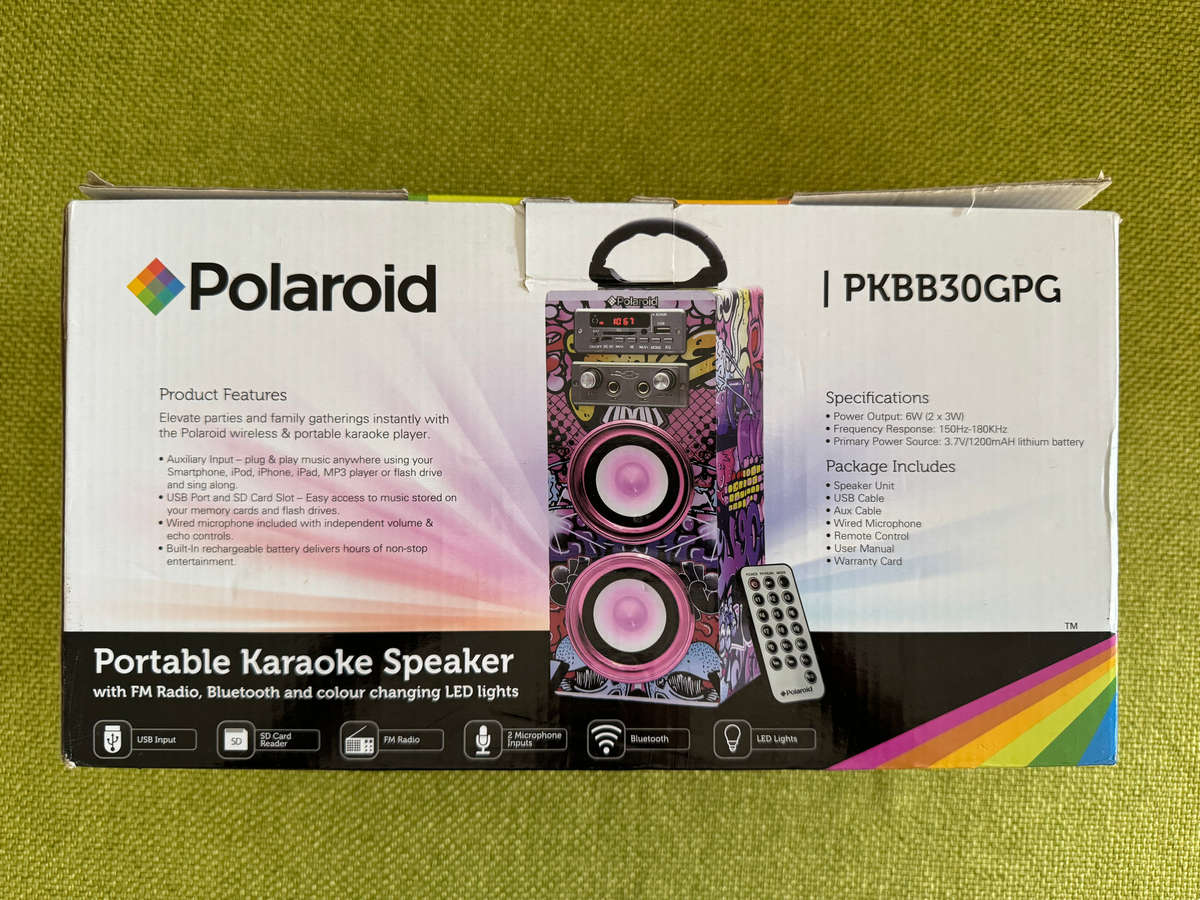 Polaroid
| PKBB30GPG
Polaroid
1067
Product Features
Elevate parties and family gatherings instantly with
the Polaroid wireless & portable karaoke player.
• Auxiliary Input – plug & play music anywhere using your
Smartphone, iPod, iPhone, iPad, MP3 player or flash drive
and sing along.
• USB Port and SD Card Slot – Easy access to music stored on
your memory cards and flash drives.
• Wired microphone included with independent volume &
echo controls.
• Built-In rechargeable battery delivers hours of non-stop
entertainment.
Specifications
• Power Output: 6W (2 x 3W)
• Frequency Response: 150Hz-180KHz
• Primary Power Source: 3.7V/1200mAH lithium battery
Package Includes
• Speaker Unit
• USB Cable
• Aux Cable
• Wired Microphone
• Remote Control
• User Manual
• Warranty Card
TM
Polaroid
Portable Karaoke Speaker
with FM Radio, Bluetooth and colour changing LED lights
USB Input
SD
SD Card
Reader
FM Radio
2 Microphone
Inputs
Bluetooth
LED Lights